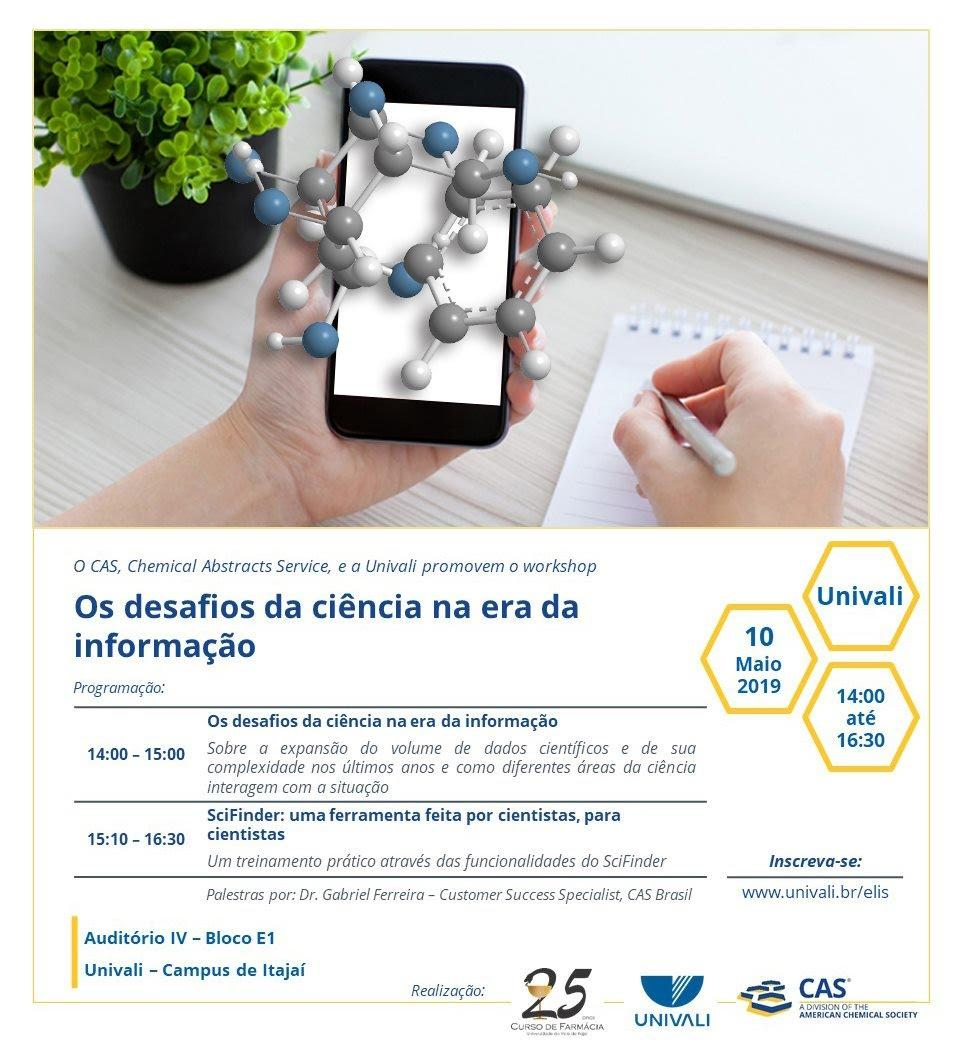 O CAS, Chemical Abstracts Service, e a Univali promovem o workshop
Os desafios da ciência na era da
informação
Univali
10
Maio
2019
14:00
até
16:30
Programação:
Os desafios da ciência na era da informação
14:00 – 15:00
Sobre a expansão do volume de dados científicos e de sua
complexidade nos últimos anos e como diferentes áreas da ciência
interagem com a situação
SciFinder: uma ferramenta feita por cientistas, para
cientistas
15:10 – 16:30
Um treinamento prático através das funcionalidades do SciFinder
Palestras por: Dr. Gabriel Ferreira – Customer Success Specialist, CAS Brasil
Inscreva-se:
www.univali.br/elis
Auditório IV – Bloco E1
Univali – Campus de Itajaí
Realização:
25
anos
CURSO DE FARMÁCIA
Universidade do Vale do Itajaí
UNIVALI
CAS®
A DIVISION OF THE
AMERICAN CHEMICAL SOCIETY